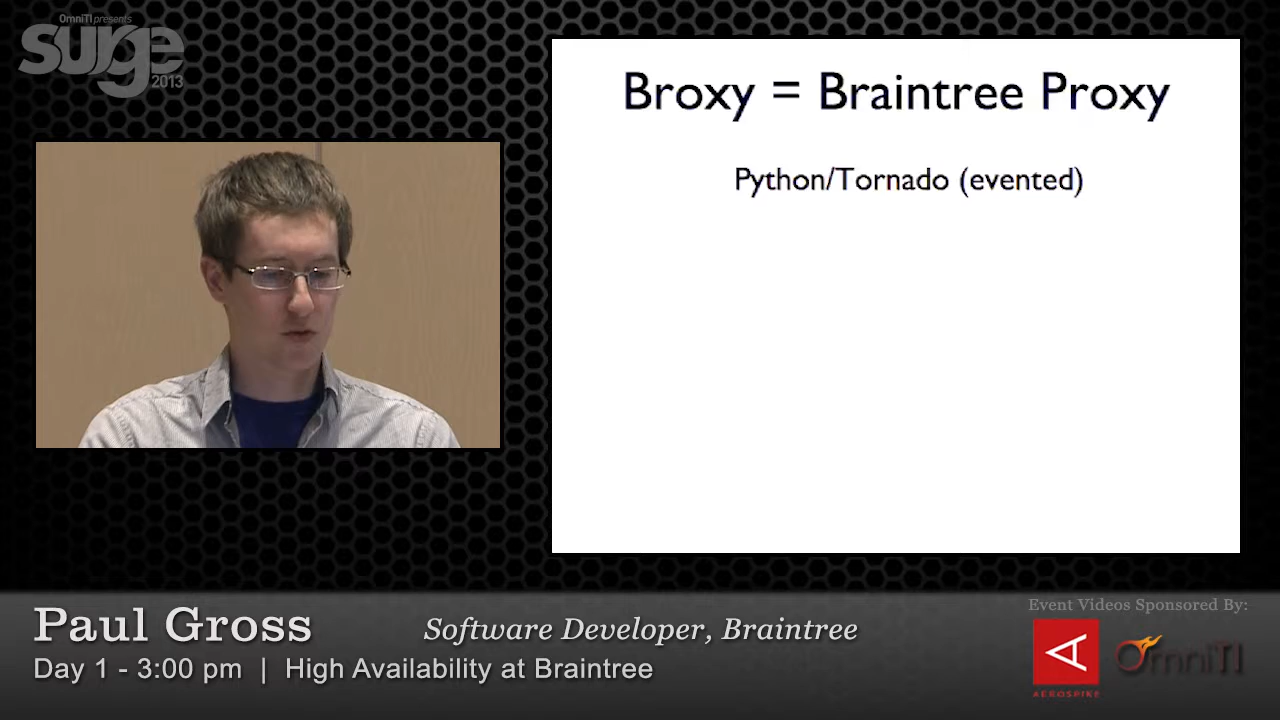 OmniTI presents
surge
2013
Broxy = Braintree Proxy
Python/Tornado (evented)
Paul Gross
Software Developer, Braintree
Day 1 - 3:00 pm | High Availability at Braintree
Event Videos Sponsored By:
AEROSPIKE
OmniTI